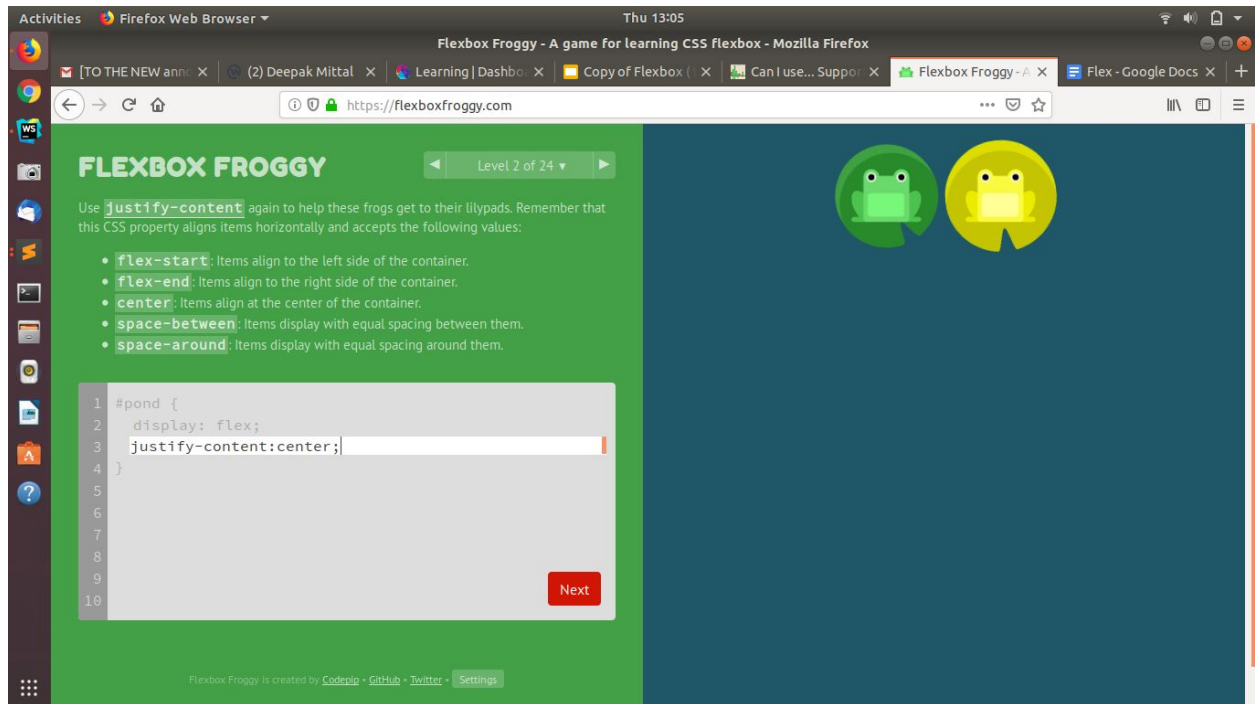 Activities Firefox Web Browser Thu 13:05
Flexbox Froggy - A game for learning CSS flexbox - Mozilla Firefox
[TO THE NEW anno (2) Deepak Mittal Learning | Dashbo Copy of Flexbox ( Can I use... Suppor Flexbox Froggy - A Flex - Google Docs
https://flexboxfroggy.com
FLEXBOX FROGGY
Level 2 of 24
Use justify-content again to help these frogs get to their lilypads. Remember that
this CSS property aligns items horizontally and accepts the following values:
• flex-start: Items align to the left side of the container.
• flex-end: Items align to the right side of the container.
• center: Items align at the center of the container.
• space-between: Items display with equal spacing between them.
• space-around: Items display with equal spacing around them.
1 #pond {
2 display: flex;
3 justify-content:center;
4 }
5
6
7
8
9
10
Next
Flexbox Froggy is created by Codepip • GitHub • Twitter • Settings
WS